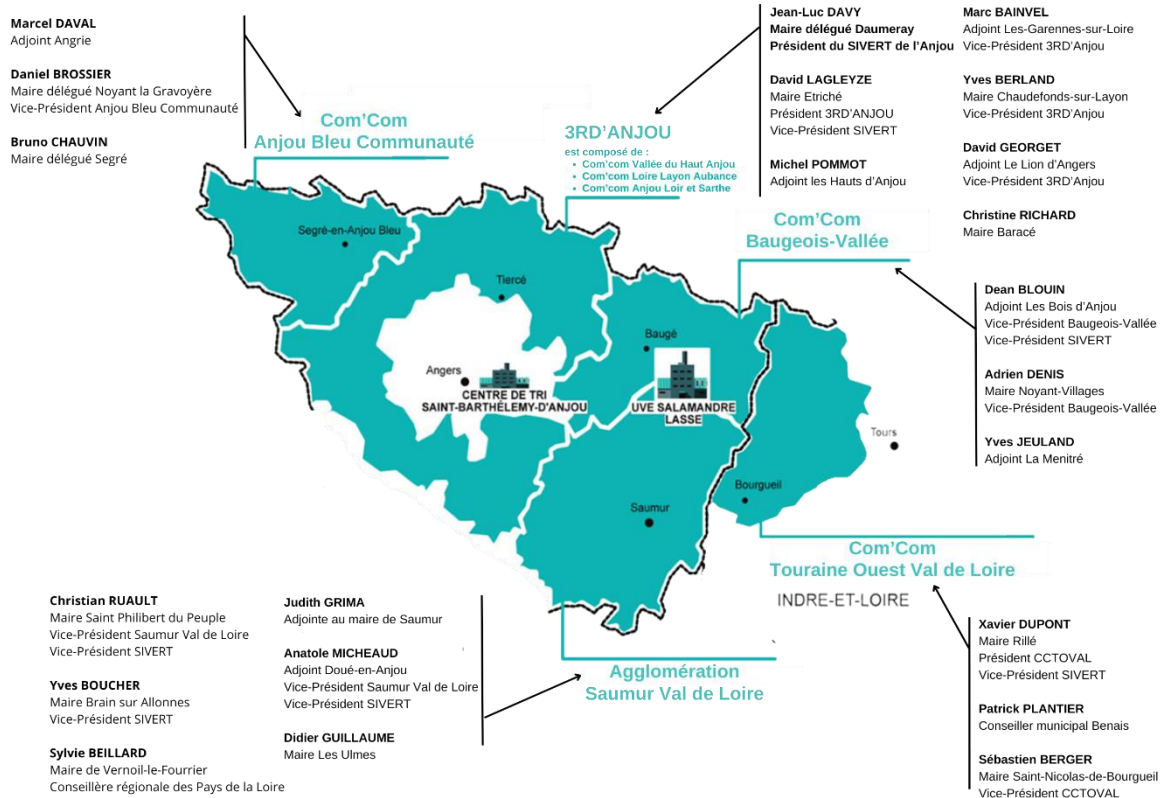 Marcel DAVAL
Adjoint Angrie
Daniel BROSSIER
Maire délégué Noyant la Gravoyère
Vice-Président Anjou Bleu Communauté
Bruno CHAUVIN
Maire délégué Segré
Com'Com
Anjou Bleu Communauté
3RD'ANJOU
est composé de :
• Com'com Vallée du Haut Anjou
• Com'com Loire Layon Aubance
• Com'com Anjou Loir et Sarthe
Jean-Luc DAVY
Maire délégué Daumeray
Président du SIVERT de l'Anjou
David LAGLEYZE
Maire Etriché
Président 3RD'ANJOU
Vice-Président SIVERT
Michel POMMOT
Adjoint les Hauts d'Anjou
Marc BAINVEL
Adjoint Les-Garennes-sur-Loire
Vice-Président 3RD'Anjou
Yves BERLAND
Maire Chaudefonds-sur-Layon
Vice-Président 3RD'Anjou
David GEORGET
Adjoint Le Lion d'Angers
Vice-Président 3RD'Anjou
Christine RICHARD
Maire Baracé
Com'Com
Baugeois-Vallée
Dean BLOUIN
Adjoint Les Bois d'Anjou
Vice-Président Baugeois-Vallée
Vice-Président SIVERT
Adrien DENIS
Maire Noyant-Villages
Vice-Président Baugeois-Vallée
Yves JEULAND
Adjoint La Menitré
Segré-en-Anjou Bleu
Tiercé
Baugé
Angers
CENTRE DE TRI
SAINT-BARTHÉLEMY-D'ANJOU
UVE SALAMANDRE
LASSE
Tours
Bourgueil
Saumur
Com'Com
Touraine Ouest Val de Loire
INDRE-ET-LOIRE
Christian RUAULT
Maire Saint Philibert du Peuple
Vice-Président Saumur Val de Loire
Vice-Président SIVERT
Yves BOUCHER
Maire Brain sur Allonnes
Vice-Président SIVERT
Sylvie BEILLARD
Maire de Vernoil-le-Fourrier
Conseillère régionale des Pays de la Loire
Judith GRIMA
Adjointe au maire de Saumur
Anatole MICHEAUD
Adjoint Doué-en-Anjou
Vice-Président Saumur Val de Loire
Vice-Président SIVERT
Didier GUILLAUME
Maire Les Ulmes
Agglomération
Saumur Val de Loire
Xavier DUPONT
Maire Rillé
Président CCTOVAL
Vice-Président SIVERT
Patrick PLANTIER
Conseiller municipal Benais
Sébastien BERGER
Maire Saint-Nicolas-de-Bourgueil
Vice-Président CCTOVAL